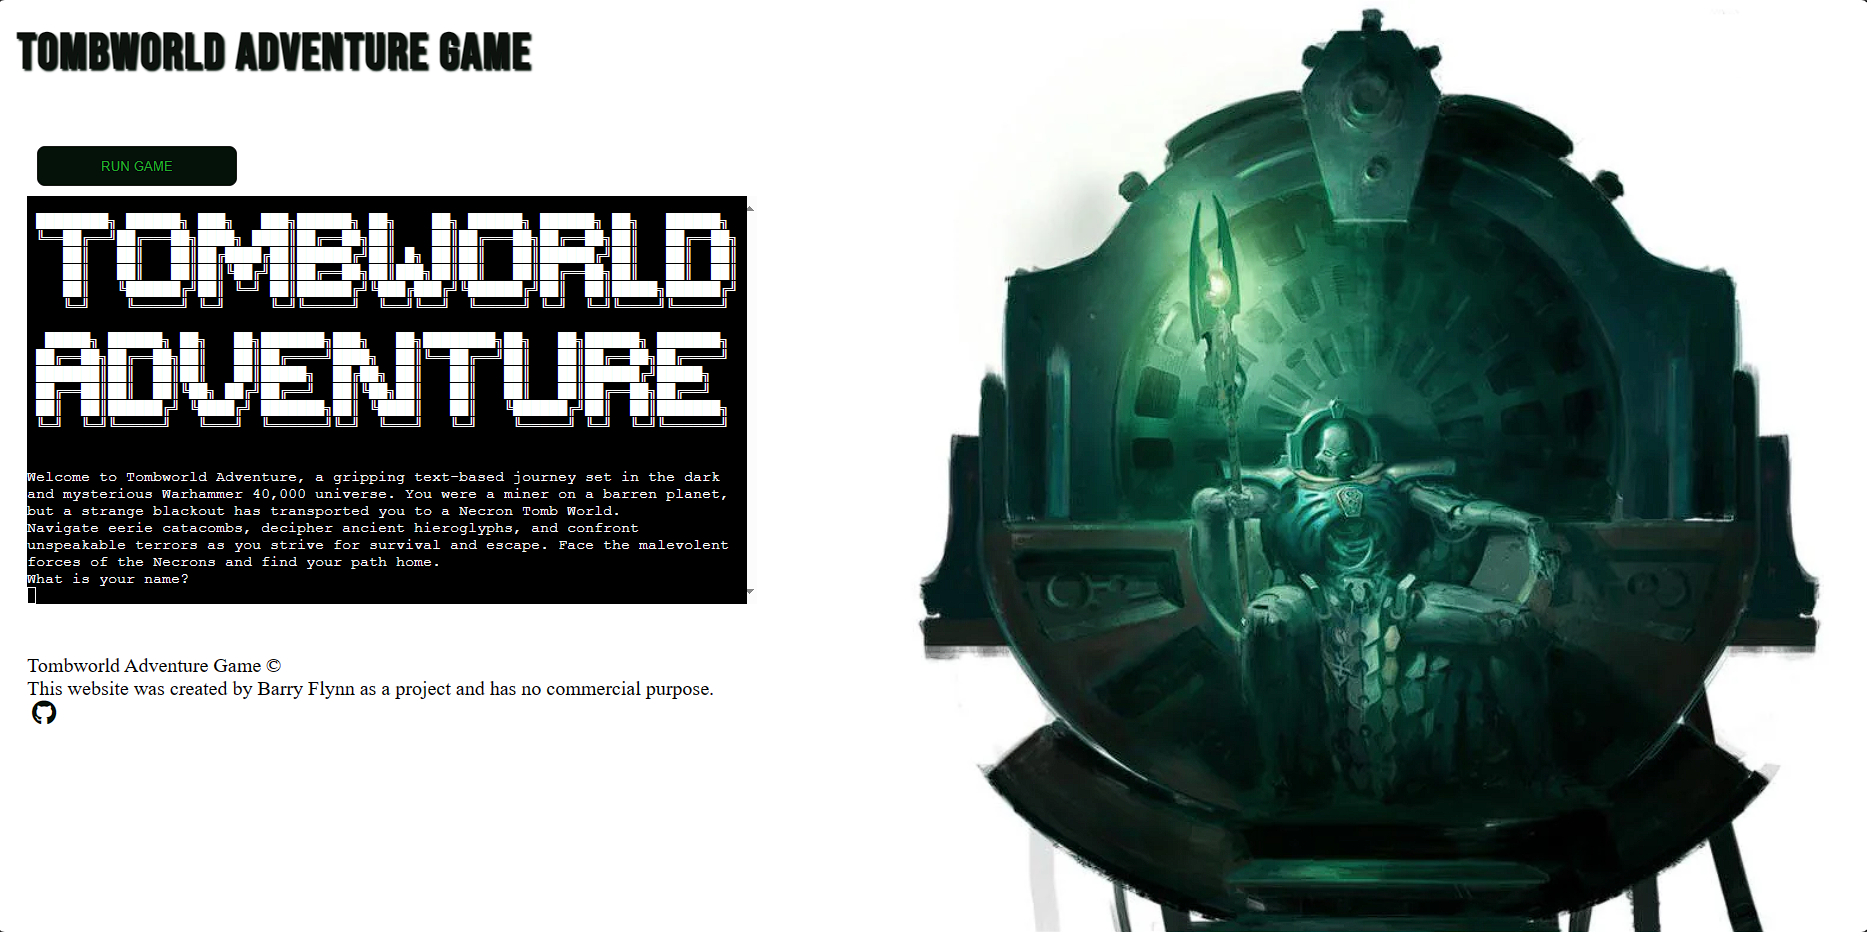 TOMBWORLD ADVENTURE GAME
RUN GAME
TOMBWORLD
ADVENTURE
Welcome to Tombworld Adventure, a gripping text-based journey set in the dark
and mysterious Warhammer 40,000 universe. You were a miner on a barren planet,
but a strange blackout has transported you to a Necron Tomb World.
Navigate eerie catacombs, decipher ancient hieroglyphs, and confront
unspeakable terrors as you strive for survival and escape. Face the malevolent
forces of the Necrons and find your path home.
What is your name?
Tombworld Adventure Game ©
This website was created by Barry Flynn as a project and has no commercial purpose.